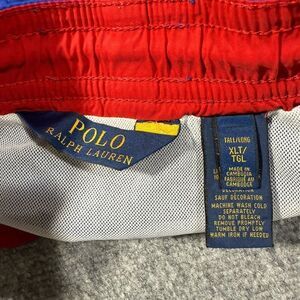 POLO
RALPH LAUREN
TALL/LONG
XLT/
TGL
MADE IN
CAMBODIA
FABRIQUÉ AU
CAMBODGE
DECORATION
SAUF DECORATION
MACHINE WASH COLD
SEPARATELY
DO NOT BLEACH
REMOVE PROMPTLY
TUMBLE DRY LOW
WARM IRON IF NEEDED